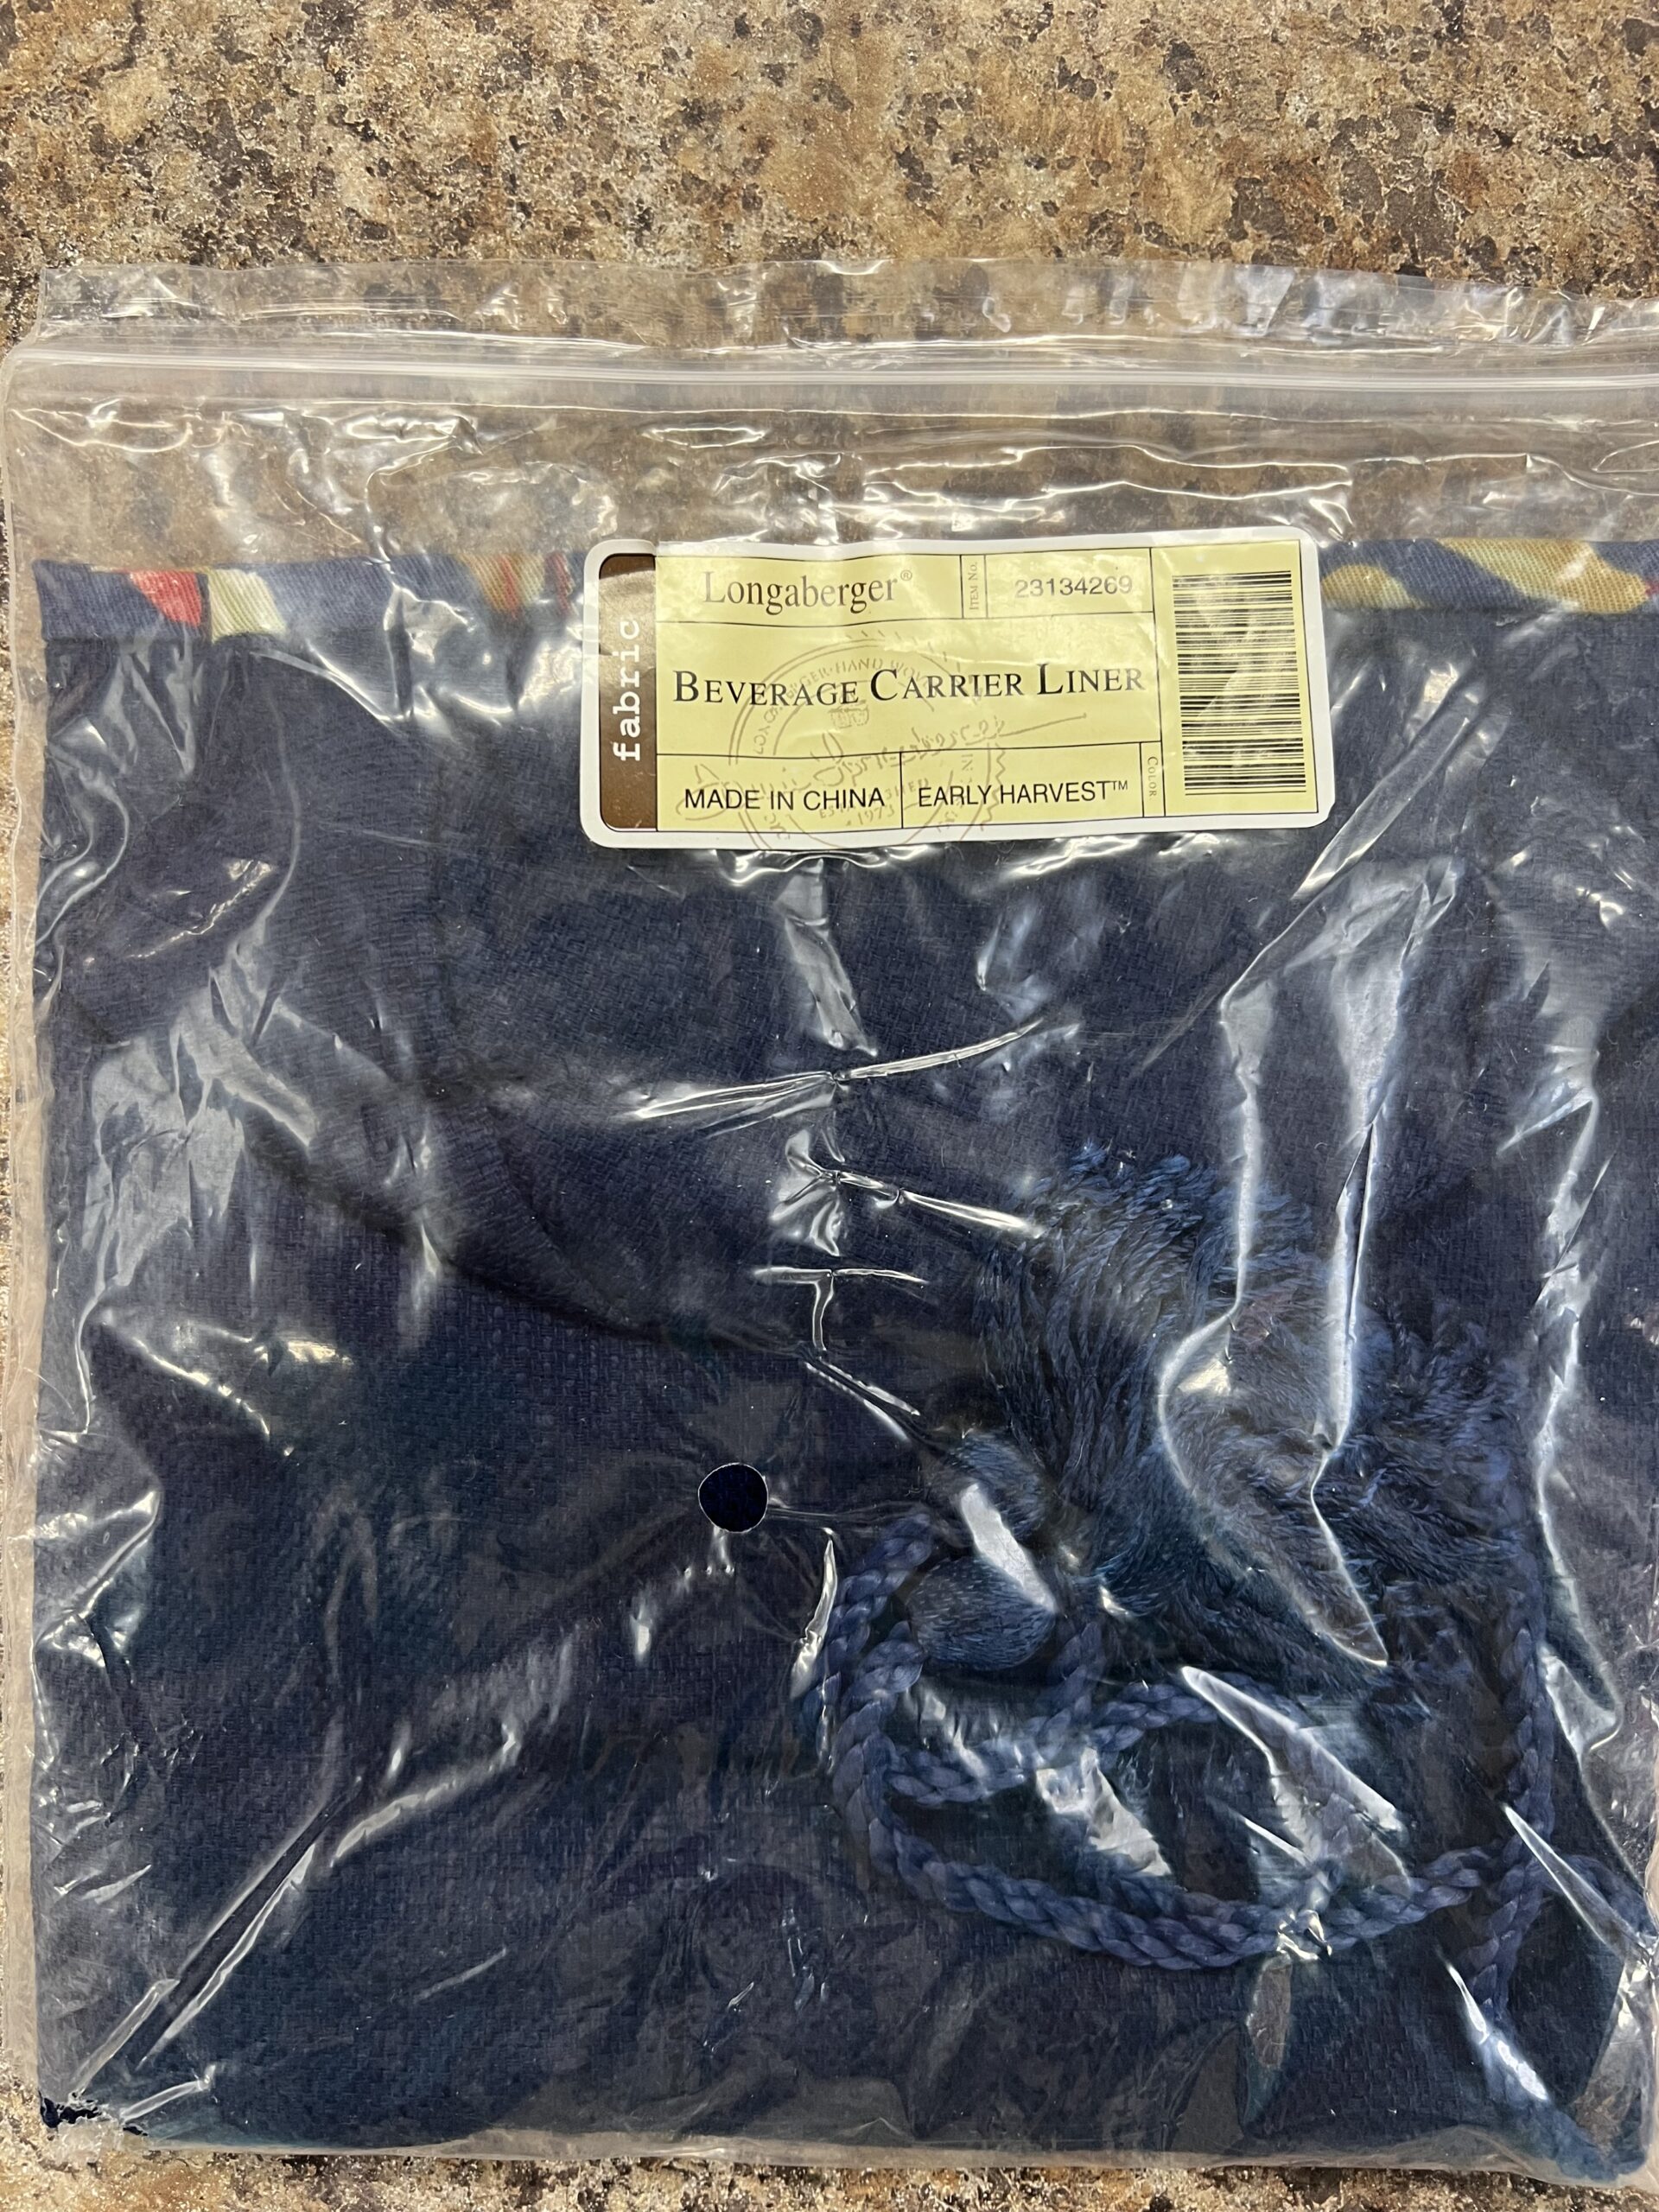 fabric
Longaberger®
ITEM NO.
23134269
BEVERAGE CARRIER LINER
MADE IN CHINA
EARLY HARVEST™
COLOR